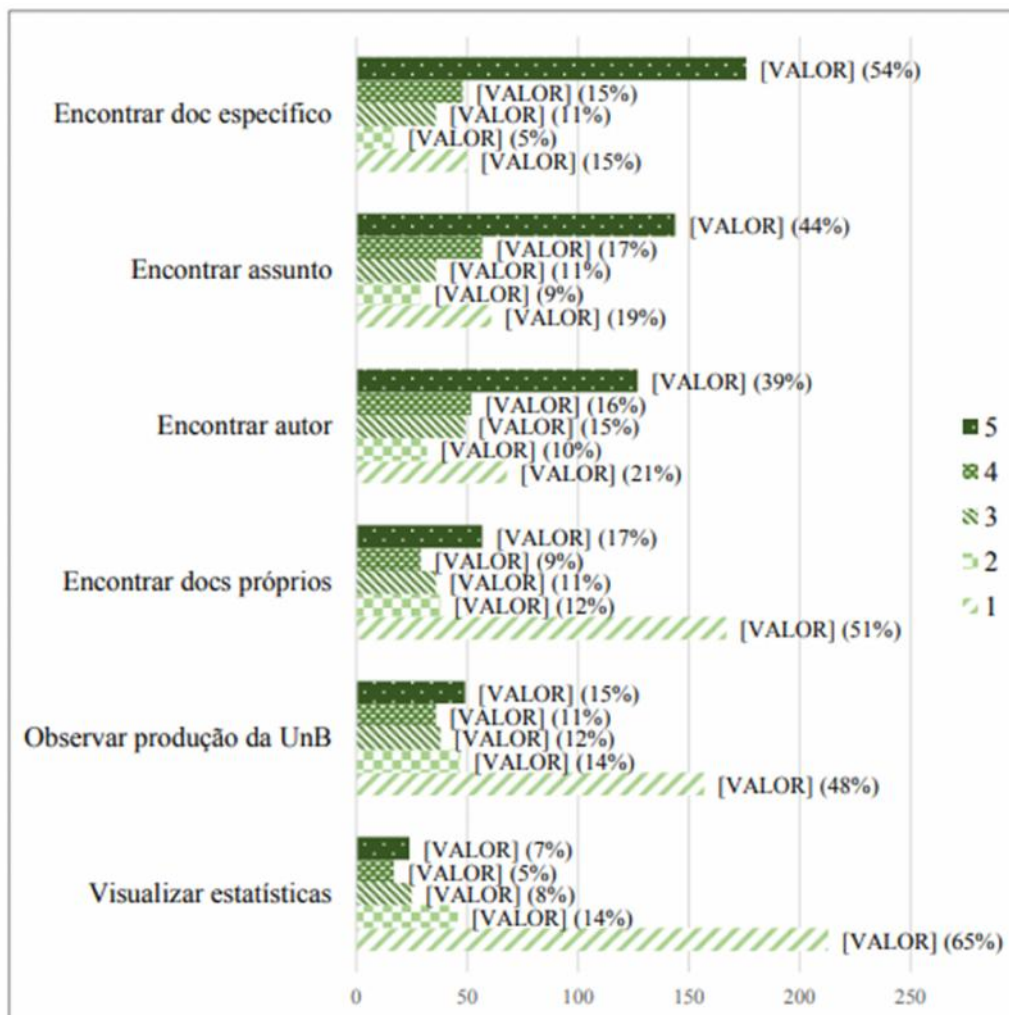 [VALOR] (54%)
[VALOR] (15%)
Encontrar doc específico
[VALOR] (11%)
[VALOR] (5%)
[VALOR] (15%)
[VALOR] (44%)
[VALOR] (17%)
Encontrar assunto
[VALOR] (11%)
[VALOR] (9%)
[VALOR] (19%)
[VALOR] (39%)
[VALOR] (16%)
Encontrar autor
[VALOR] (15%)
[VALOR] (10%)
[VALOR] (21%)
[VALOR] (17%)
[VALOR] (9%)
Encontrar docs próprios
[VALOR] (11%)
[VALOR] (12%)
[VALOR] (51%)
[VALOR] (15%)
[VALOR] (11%)
Observar produção da UnB
[VALOR] (12%)
[VALOR] (14%)
[VALOR] (48%)
[VALOR] (7%)
[VALOR] (5%)
Visualizar estatísticas
[VALOR] (8%)
[VALOR] (14%)
[VALOR] (65%)
0 50 100 150 200 250
5
4
3
2
1